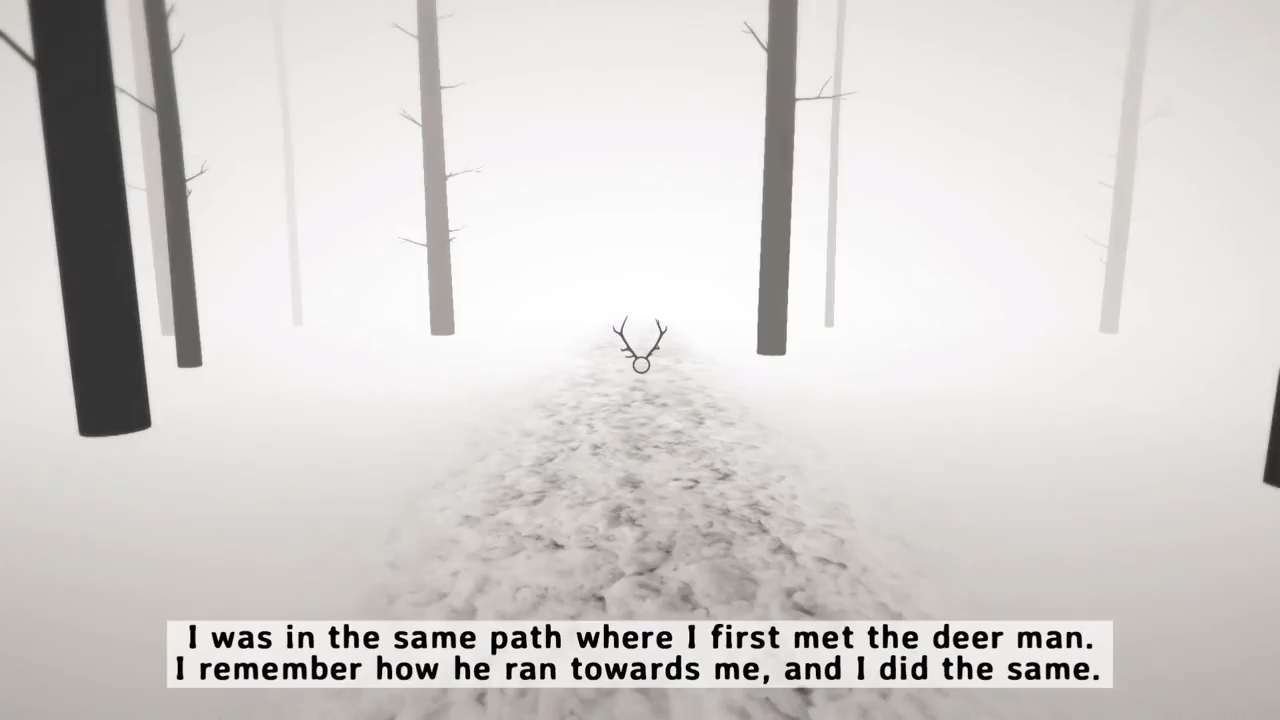 I was in the same path where I first met the deer man.
I remember how he ran towards me, and I did the same.